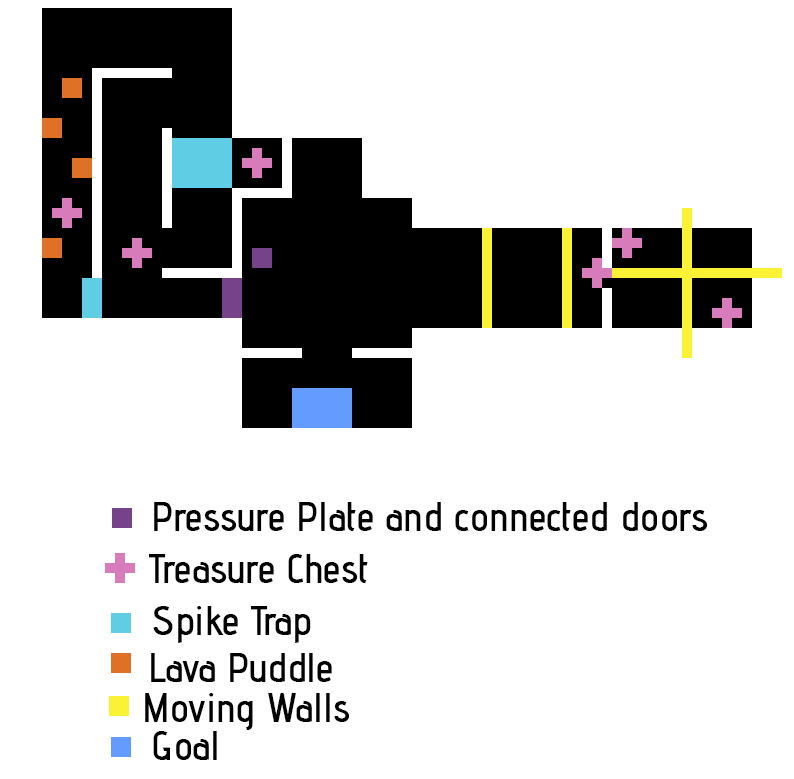 Pressure Plate and connected doors
Treasure Chest
Spike Trap
Lava Puddle
Moving Walls
Goal